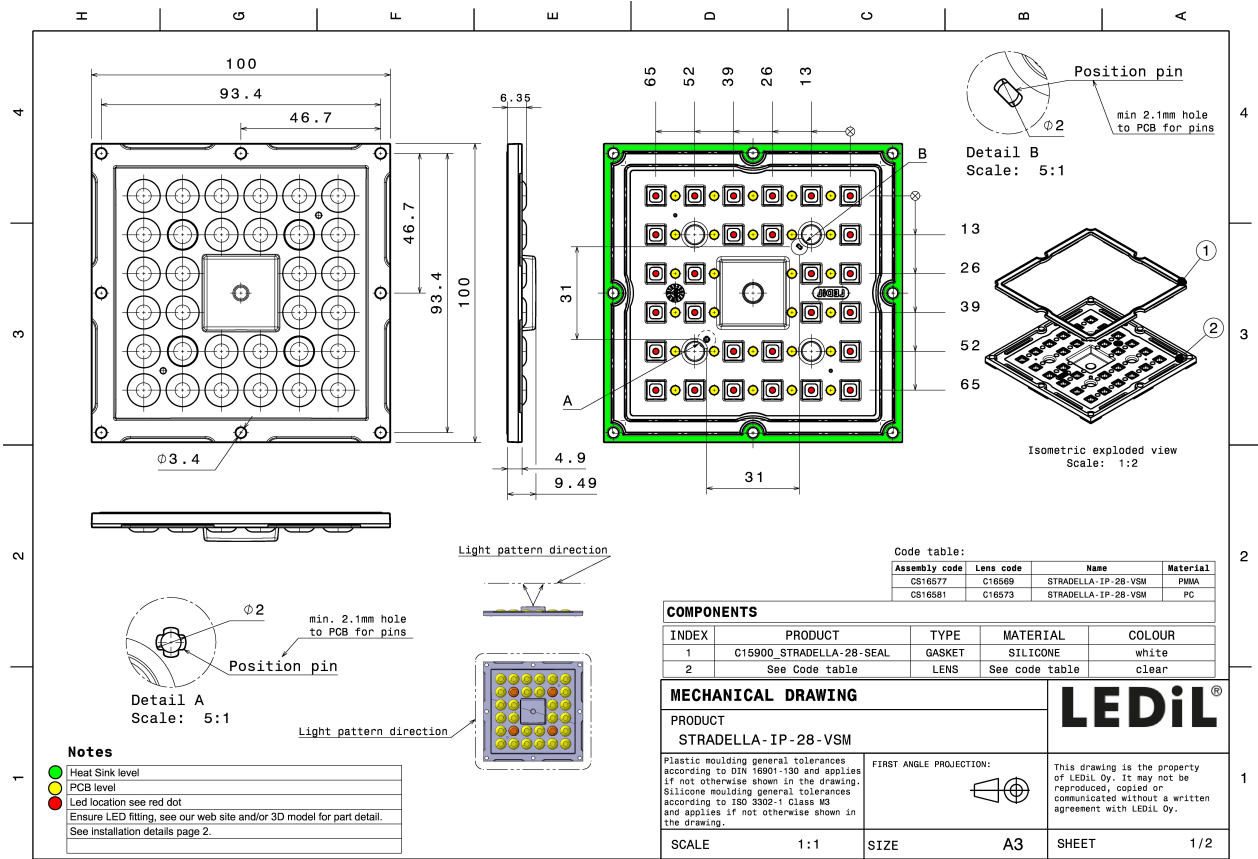 H G F E D C B A
4
3
2
1
4
3
2
1
100
93.4
46.7
46.7
93.4
100
Ø3.4
6.35
4.9
9.49
65 52 39 26 13
B
A
31
31
13
26
39
52
65
LEDiL
Position pin
min 2.1mm hole
to PCB for pins
Ø2
Detail B
Scale: 5:1
1
2
Isometric exploded view
Scale: 1:2
Ø2
min. 2.1mm hole
to PCB for pins
Position pin
Detail A
Scale: 5:1
Light pattern direction
Light pattern direction
Notes
Heat Sink level
PCB level
Led location see red dot
Ensure LED fitting, see our web site and/or 3D model for part detail.
See installation details page 2.
Code table:
Assembly code Lens code Name Material
CS16577 C16569 STRADELLA-IP-28-VSM PMMA
CS16581 C16573 STRADELLA-IP-28-VSM PC
COMPONENTS
INDEX PRODUCT TYPE MATERIAL COLOUR
1 C15900_STRADELLA-28-SEAL GASKET SILICONE white
2 See Code table LENS See code table clear
MECHANICAL DRAWING
LEDiL®
PRODUCT
STRADELLA-IP-28-VSM
Plastic moulding general tolerances
according to DIN 16901-130 and applies
if not otherwise shown in the drawing.
Silicone moulding general tolerances
according to ISO 3302-1 Class M3
and applies if not otherwise shown in
the drawing.
FIRST ANGLE PROJECTION:
This drawing is the property
of LEDiL Oy. It may not be
reproduced, copied or
communicated without a written
agreement with LEDiL Oy.
SCALE 1:1 SIZE A3 SHEET 1/2